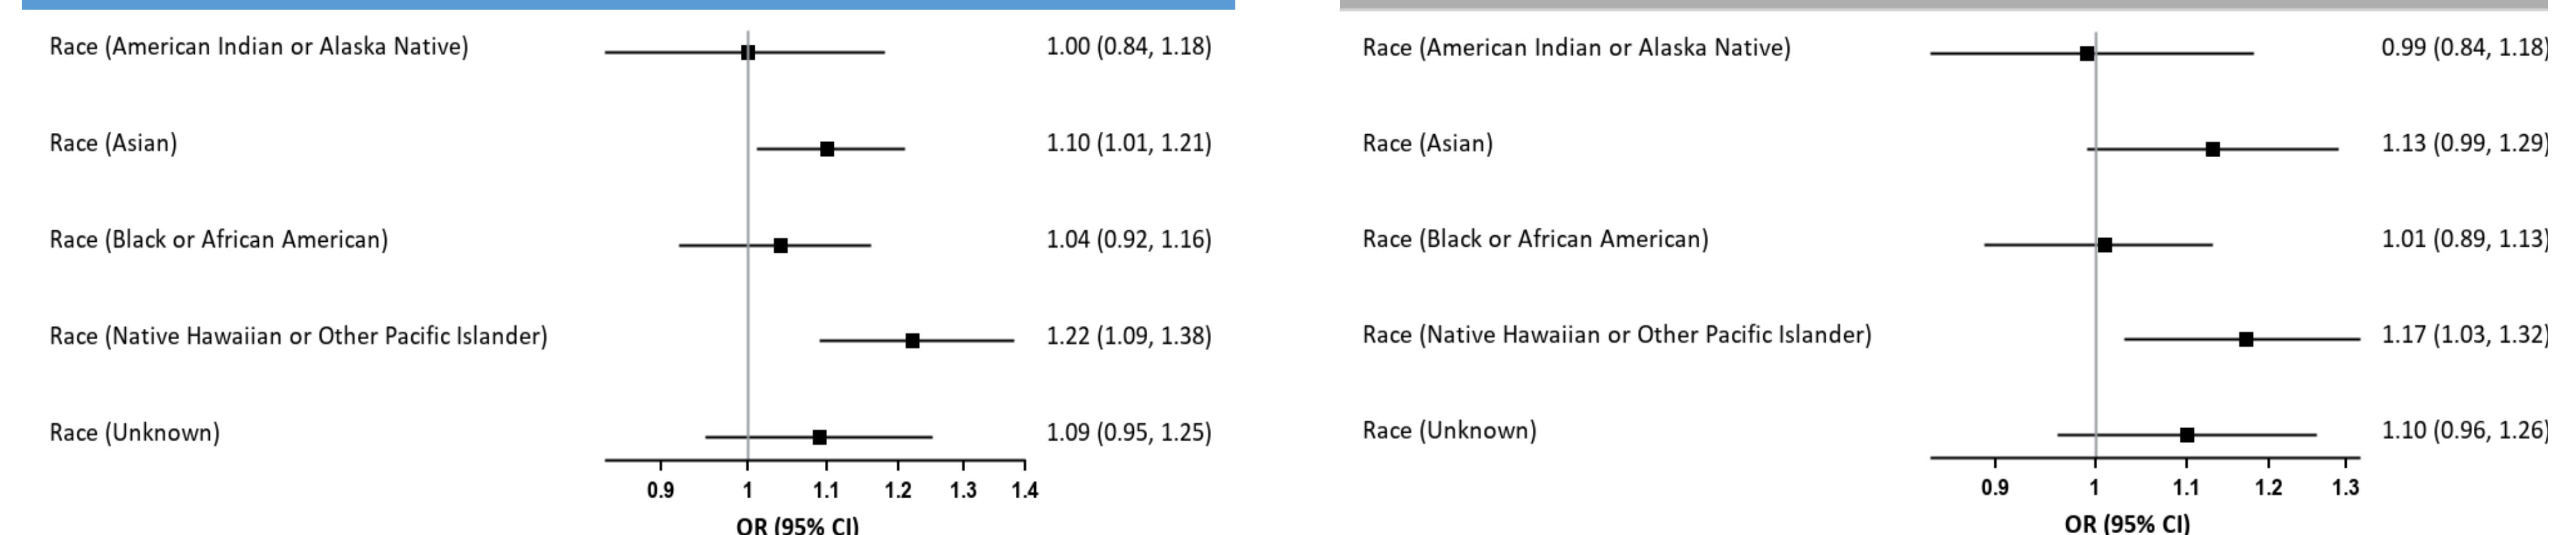 Race (American Indian or Alaska Native) 1.00 (0.84, 1.18)
Race (Asian) 1.10 (1.01, 1.21)
Race (Black or African American) 1.04 (0.92, 1.16)
Race (Native Hawaiian or Other Pacific Islander) 1.22 (1.09, 1.38)
Race (Unknown) 1.09 (0.95, 1.25)
0.9 1 1.1 1.2 1.3 1.4
OR (95% CI)
Race (American Indian or Alaska Native) 0.99 (0.84, 1.18)
Race (Asian) 1.13 (0.99, 1.29)
Race (Black or African American) 1.01 (0.89, 1.13)
Race (Native Hawaiian or Other Pacific Islander) 1.17 (1.03, 1.32)
Race (Unknown) 1.10 (0.96, 1.26)
0.9 1 1.1 1.2 1.3
OR (95% CI)